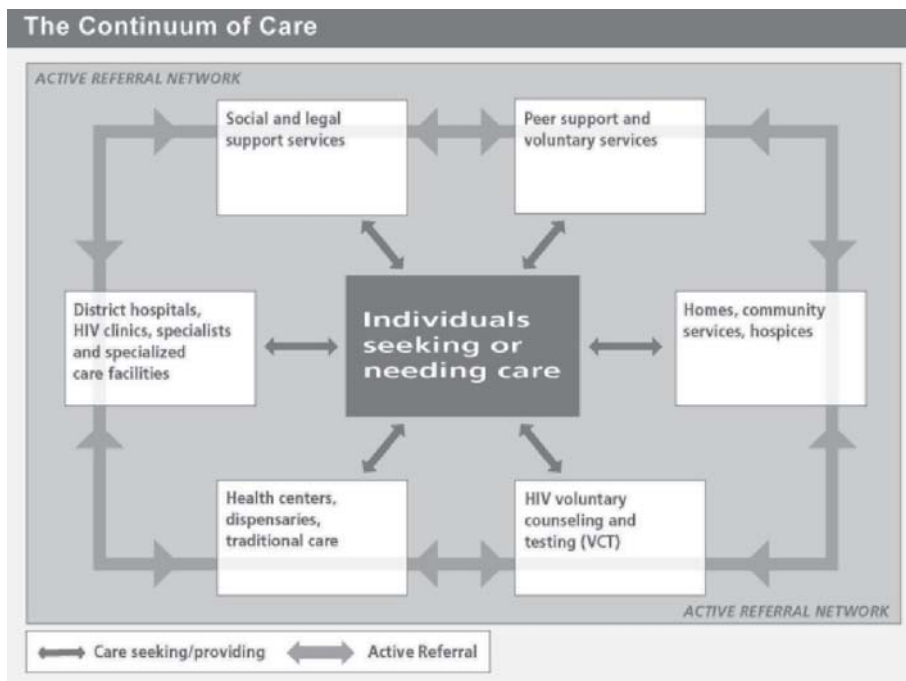 The Continuum of Care
ACTIVE REFERRAL NETWORK
Social and legal
support services
Peer support and
voluntary services
District hospitals,
HIV clinics, specialists
and specialized
care facilities
Individuals
seeking or
needing care
Homes, community
services, hospices
Health centers,
dispensaries,
traditional care
HIV voluntary
counseling and
testing (VCT)
ACTIVE REFERRAL NETWORK
Care seeking/providing
Active Referral